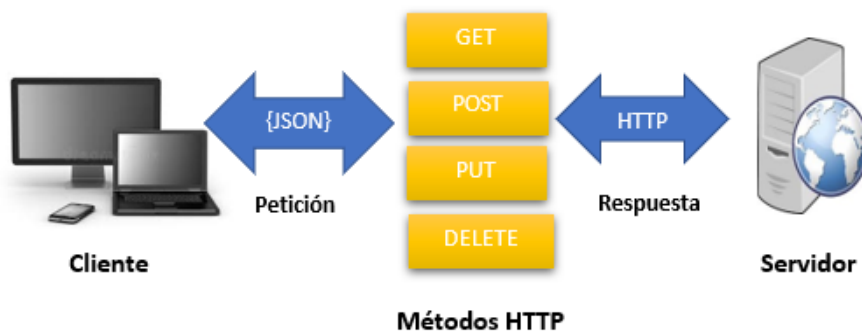 GET
{JSON}
POST
HTTP
PUT
Petición
Respuesta
DELETE
Cliente
Servidor
Métodos HTTP